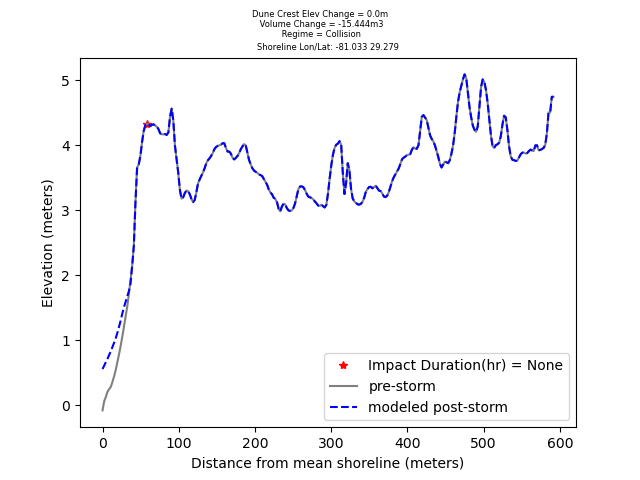 Dune Crest Elev Change = 0.0m
Volume Change = -15.444m3
Regime = Collision
Shoreline Lon/Lat: -81.033 29.279
5
4
3
2
1
0
Elevation (meters)
Impact Duration(hr) = None
pre-storm
modeled post-storm
0 100 200 300 400 500 600
Distance from mean shoreline (meters)